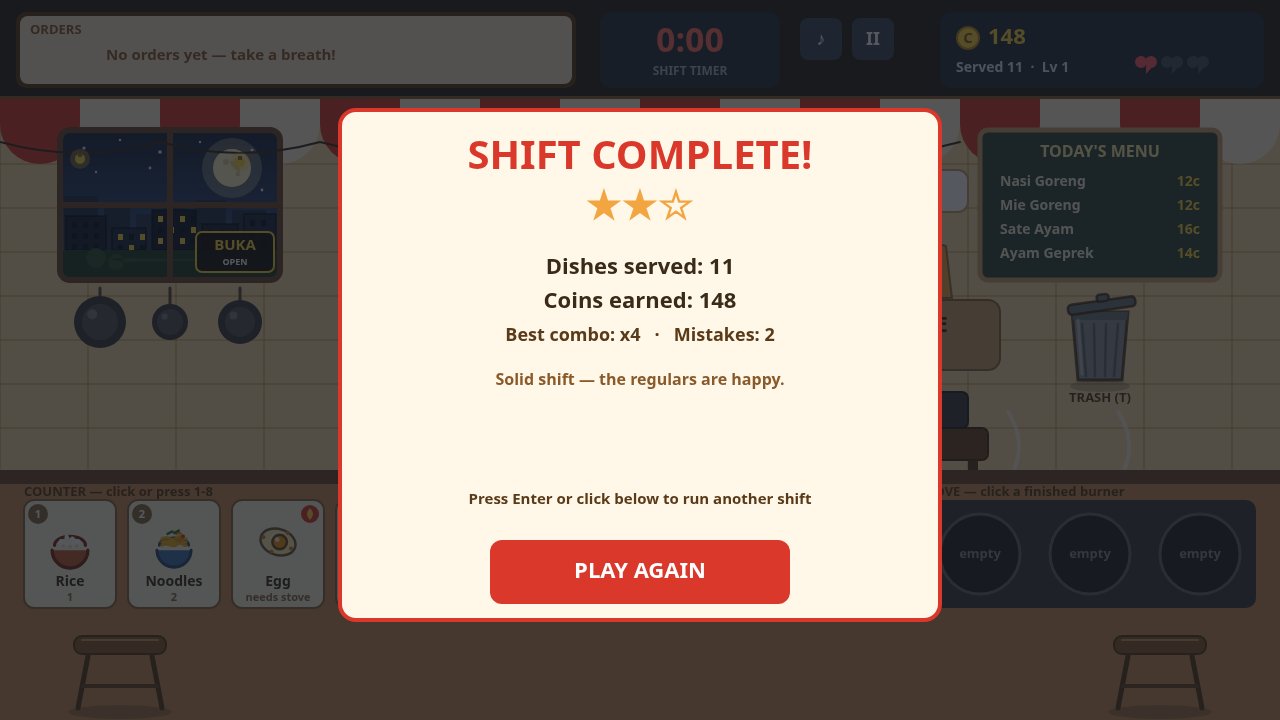 ORDERS
No orders yet — take a breath!
0:00
SHIFT TIMER
♪
II
C 148
Served 11 · Lv 1
SHIFT COMPLETE!
Dishes served: 11
Coins earned: 148
Best combo: x4 · Mistakes: 2
Solid shift — the regulars are happy.
Press Enter or click below to run another shift
PLAY AGAIN
BUKA
OPEN
TODAY'S MENU
Nasi Goreng 12c
Mie Goreng 12c
Sate Ayam 16c
Ayam Geprek 14c
TRASH (T)
COUNTER — click or press 1-8
1
Rice
1
2
Noodles
2
Egg
needs stove
— click a finished burner
empty
empty
empty